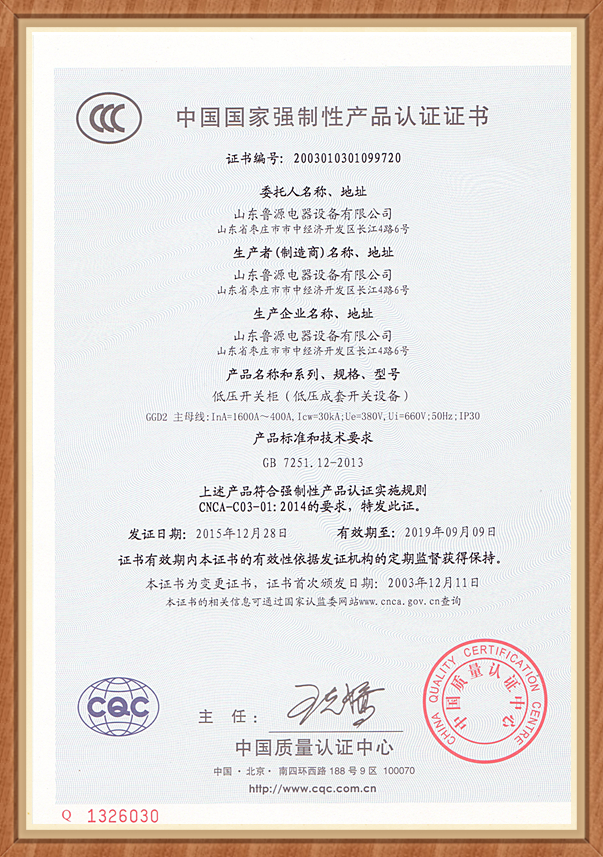 中国国家强制性产品认证证书
证书编号：2003010301099720
委托人名称、地址
山东鲁源电器设备有限公司
山东省枣庄市市中经济开发区长江4路6号
生产者(制造商)名称、地址
山东鲁源电器设备有限公司
山东省枣庄市市中经济开发区长江4路6号
生产企业名称、地址
山东鲁源电器设备有限公司
山东省枣庄市市中经济开发区长江4路6号
产品名称和系列、规格、型号
低压开关柜（低压成套开关设备）
GGD2 主母线:InA=1600A～400A,Icw=30kA;Ue=380V,Ui=660V;50Hz;IP30
产品标准和技术要求
GB 7251.12-2013
上述产品符合强制性产品认证实施规则
CNCA-C03-01:2014的要求，特发此证。
发证日期：2015年12月28日 有效期至：2019年09月09日
证书有效期内本证书的有效性依据发证机构的定期监督获得保持。
本证书为变更证书，证书首次颁发日期：2003年12月11日
本证书的相关信息可通过国家认监委网站www.cnca.gov.cn查询
CQC
主 任：
CHINA QUALITY CERTIFICATION CENTRE
中国质量认证中心
中国质量认证中心
中国·北京·南四环西路188号9区 100070
http://www.cqc.com.cn
Q 1326030